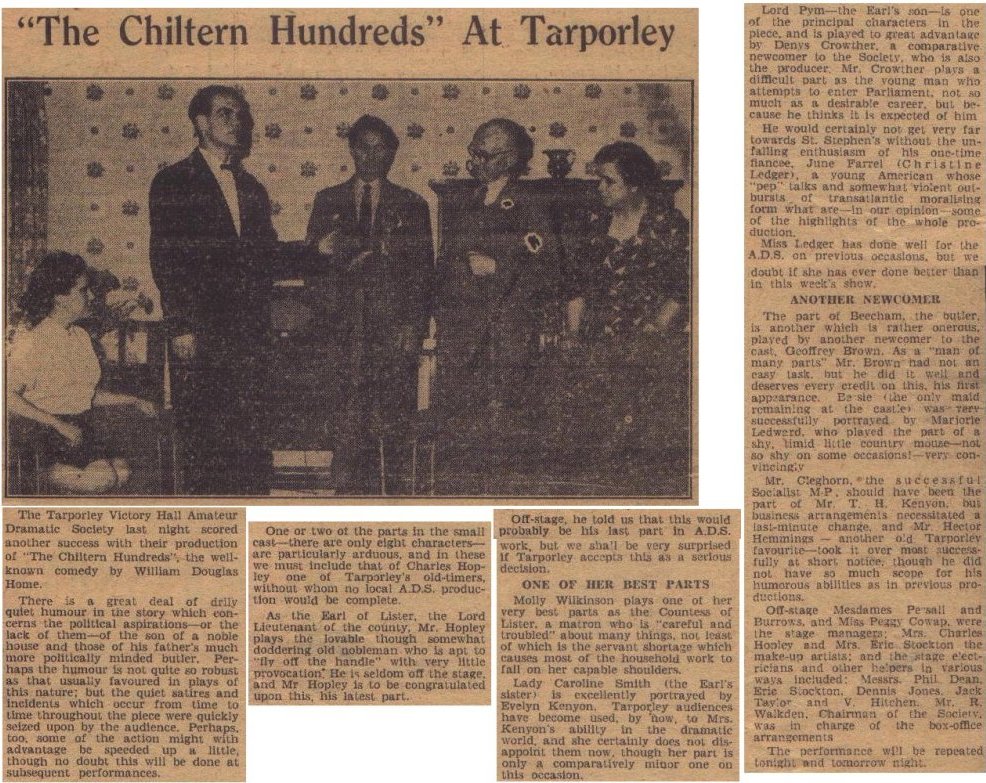 "The Chiltern Hundreds" At Tarporley
The Tarporley Victory Hall Amateur
Dramatic Society last night scored
another success with their production
of "The Chiltern Hundreds", the well-
known comedy by William Douglas
Home.
There is a great deal of drily
quiet humour in the story which con-
cerns the political aspirations—or the
lack of them—of the son of a noble
house and those of his father's much
more politically minded butler. Per-
haps the humour is not quite so robust
as that usually favoured in plays of
this nature; but the quiet satires and
incidents which occur from time to
time throughout the piece were quickly
seized upon by the audience. Perhaps,
too, some of the action might with
advantage be speeded up a little,
though no doubt this will be done at
subsequent performances.
One or two of the parts in the small
cast—there are only eight characters—
are particularly arduous, and in these
we must include that of Charles Hop-
ley one of Tarporley's old-timers,
without whom no local A.D.S. produc-
tion would be complete.
As the Earl of Lister, the Lord
Lieutenant of the county, Mr. Hopley
plays the lovable though somewhat
doddering old nobleman who is apt to
"fly off the handle" with very little
provocation. He is seldom off the stage,
and Mr Hopley is to be congratulated
upon this, his latest part.
Off-stage, he told us that this would
probably be his last part in A.D.S.
work, but we shall be very surprised
if Tarporley accepts this as a serious
decision.
ONE OF HER BEST PARTS
Molly Wilkinson plays one of her
very best parts as the Countess of
Lister, a matron who is "careful and
troubled" about many things, not least
of which is the servant shortage which
causes most of the household work to
fall on her capable shoulders.
Lady Caroline Smith (the Earl's
sister) is excellently portrayed by
Evelyn Kenyon. Tarporley audiences
have become used, by now, to Mrs.
Kenyon's ability in the dramatic
world, and she certainly does not dis-
appoint them now, though her part is
only a comparatively minor one on
this occasion.
Lord Pym—the Earl's son—is one
of the principal characters in the
piece, and is played to great advantage
by Denys Crowther, a comparative
newcomer to the Society, who is also
the producer. Mr. Crowther plays a
difficult part as the young man who
attempts to enter Parliament, not so
much as a desirable career, but be-
cause he thinks it is expected of him
He would certainly not get very far
towards St. Stephen's without the un-
failing enthusiasm of his one-time
fiancee, June Farrel (Christine
Ledger), a young American whose
"pep" talks and somewhat violent out-
bursts of transatlantic moralising
form what are—in our opinion—some
of the highlights of the whole pro-
duction.
Miss Ledger has done well for the
A.D.S. on previous occasions, but we
doubt if she has ever done better than
in this week's show.
ANOTHER NEWCOMER
The part of Beecham, the butler,
is another which is rather onerous,
played by another newcomer to the
cast, Geoffrey Brown. As a "man of
many parts" Mr. Brown had not an
easy task, but he did it well and
deserves every credit on this, his first
appearance. Bessie (the only maid
remaining at the castle) was very
successfully portrayed by Marjorie
Ledward, who played the part of a
shy, timid little country mouse—not
so shy on some occasions!—very con-
vincingly
Mr. Cleghorn, the successful
Socialist M-P, should have been the
part of Mr. T. H. Kenyon, but
business arrangements necessitated a
last-minute change, and Mr. Hector
Hemmings — another old Tarporley
favourite—took it over most success-
fully at short notice, though he did
not have so much scope for his
humorous abilities as in previous pro-
ductions.
Off-stage Mesdames Persall and
Burrows, and Miss Peggy Cowap, were
the stage managers; Mrs. Charles
Hopley and Mrs. Eric Stockton the
make-up artists; and the stage elect-
ricians and other helpers in various
ways included: Messrs. Phil. Dean,
Eric Stockton, Dennis Jones, Jack
Taylor and V. Hitchen. Mr. R.
Walkden, Chairman of the Society,
was in charge of the box-office
arrangements
The performance will be repeated
tonight and tomorrow night.